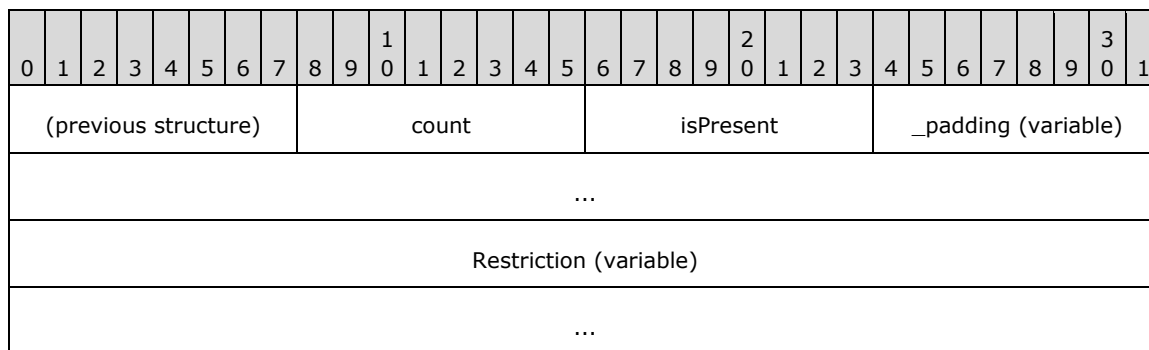 1 2 3
0 1 2 3 4 5 6 7 8 9 0 1 2 3 4 5 6 7 8 9 0 1 2 3 4 5 6 7 8 9 0 1
(previous structure) count isPresent _padding (variable)
...
Restriction (variable)
...